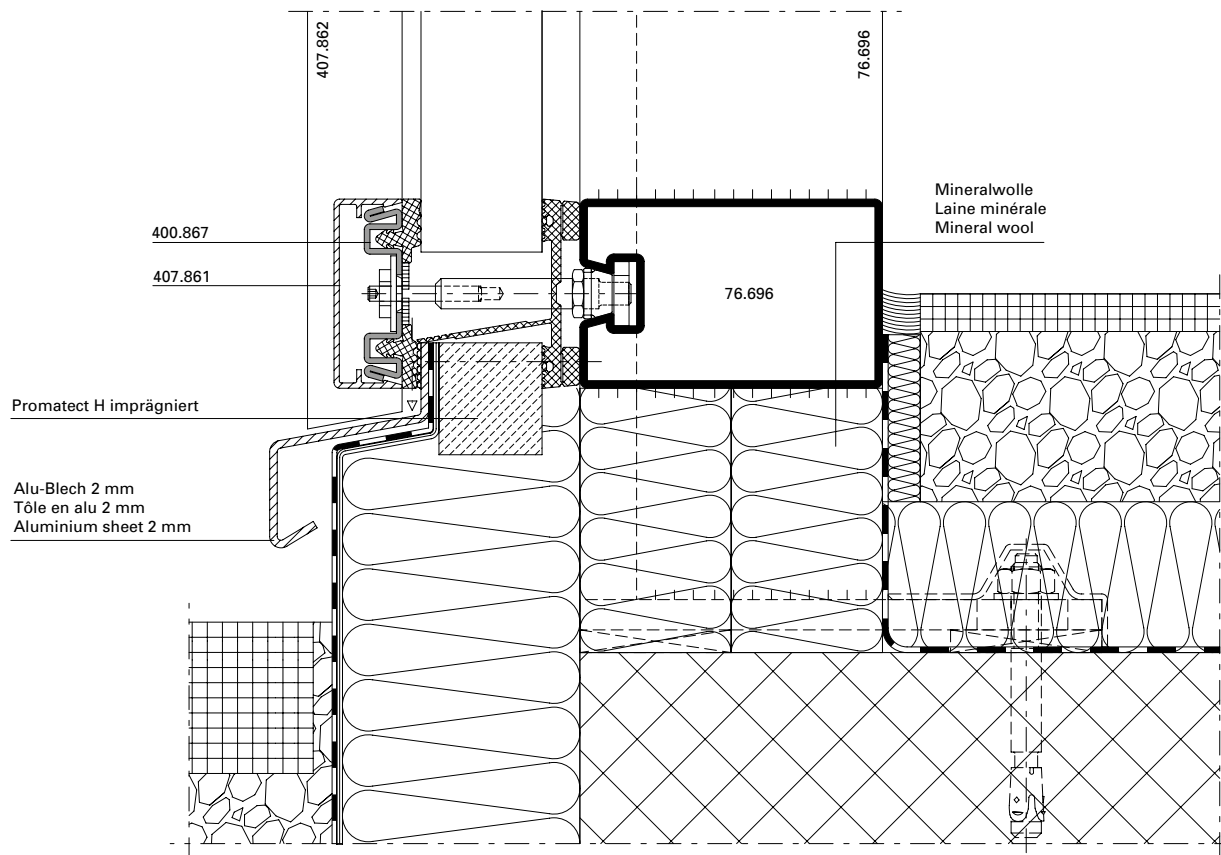 407.862
76.696
Mineralwolle
Laine minérale
Mineral wool
400.867
407.861
76.696
Promatect H imprägniert
Alu-Blech 2 mm
Tôle en alu 2 mm
Aluminium sheet 2 mm